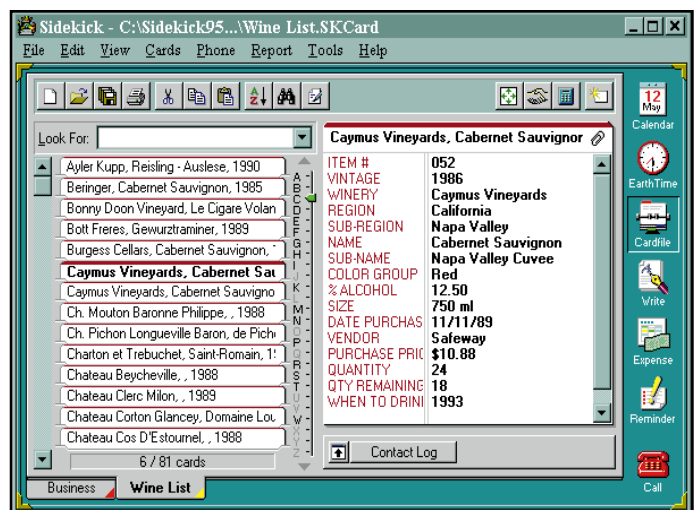 Sidekick - C:\Sidekick95...\Wine List.SKCard
File Edit View Cards Phone Report Tools Help
Look For:
Ayler Kupp, Reisling - Auslese, 1990
Beringer, Cabernet Sauvignon, 1985
Bonny Doon Vineyard, Le Cigare Volan
Bott Freres, Gewurztraminer, 1989
Burgess Cellars, Cabernet Sauvignon,
Caymus Vineyards, Cabernet Sau
Caymus Vineyards, Cabernet Sauvigno
Ch. Mouton Baronne Philippe, , 1988
Ch. Pichon Longueville Baron, de Pich
Charton et Trebuchet, Saint-Romain, 1
Chateau Beycheville, , 1988
Chateau Clerc Milon, , 1989
Chateau Corton Glancey, Domaine Lou
Chateau Cos D'Estournel, , 1988
6 / 81 cards
A
B
C
D
E
F
G
H
I
J
K
L
M
N
O
P
Q
R
S
T
U
V
W
X
Y
Z
Caymus Vineyards, Cabernet Sauvignor
ITEM # 052
VINTAGE 1986
WINERY Caymus Vineyards
REGION California
SUB-REGION Napa Valley
NAME Cabernet Sauvignon
SUB-NAME Napa Valley Cuvee
COLOR GROUP Red
% ALCOHOL 12.50
SIZE 750 ml
DATE PURCHAS 11/11/89
VENDOR Safeway
PURCHASE PRIC $10.88
QUANTITY 24
QTY REMAINING 18
WHEN TO DRINI 1993
Contact Log
Business Wine List
12
May
Calendar
EarthTime
Cardfile
Write
Expense
Reminder
Call